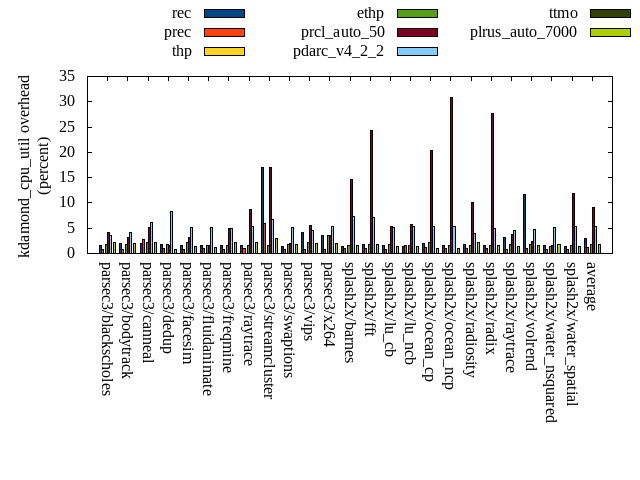 rec
prec
thp
ethp
prcl_auto_50
pdarc_v4_2_2
ttmo
plrus_auto_7000
kdamond_cpu_util overhead
(percent)
35
30
25
20
15
10
5
0
parsec3/blackscholes
parsec3/bodytrack
parsec3/canneal
parsec3/dedup
parsec3/facesim
parsec3/fluidanimate
parsec3/freqmine
parsec3/raytrace
parsec3/streamcluster
parsec3/swaptions
parsec3/vips
parsec3/x264
splash2x/barnes
splash2x/fft
splash2x/lu_cb
splash2x/lu_ncb
splash2x/ocean_cp
splash2x/ocean_ncp
splash2x/radiosity
splash2x/radix
splash2x/raytrace
splash2x/volrend
splash2x/water_nsquared
splash2x/water_spatial
average